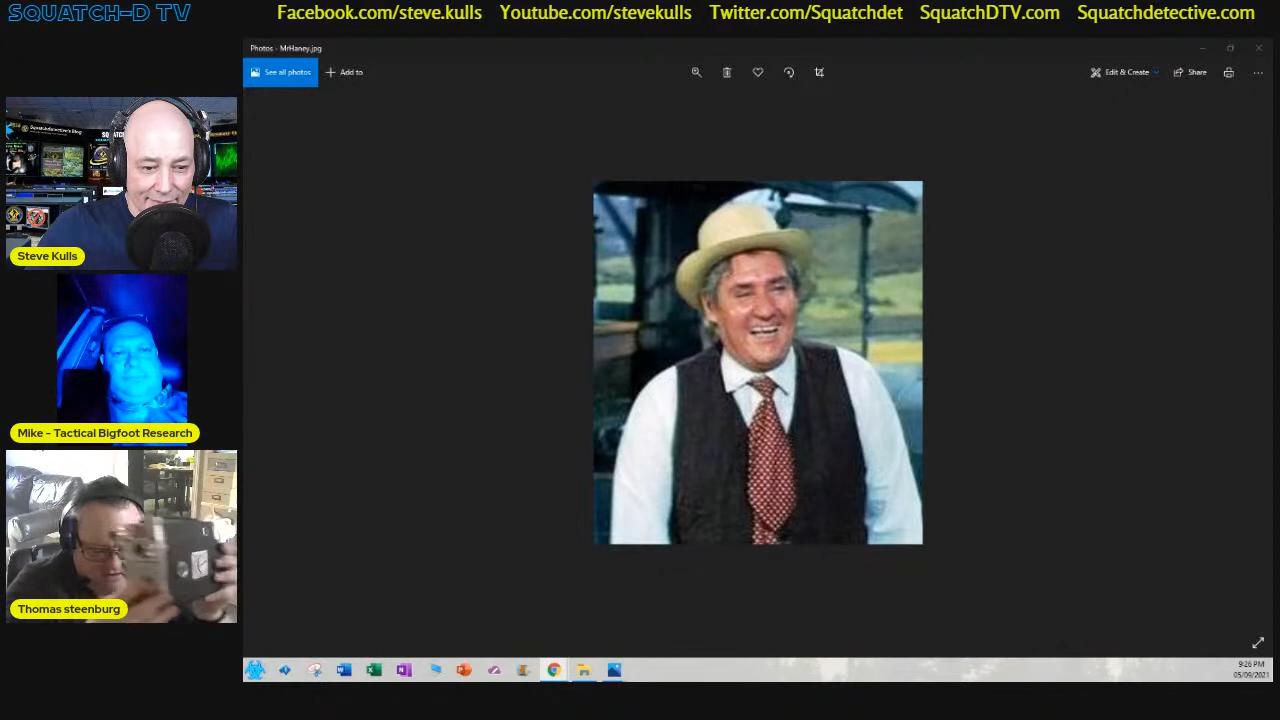 SQUATCH-D TV
Facebook.com/steve.kulls Youtube.com/stevekulls Twitter.com/Squatchdet SquatchDTV.com Squatchdetective.com
Photos - MrHaney.jpg
See all photos Add to Edit & Create Share
Squatchdetective's Blog
Steve Kulls
Mike - Tactical Bigfoot Research
Thomas steenburg
9:26 PM
05/09/2021